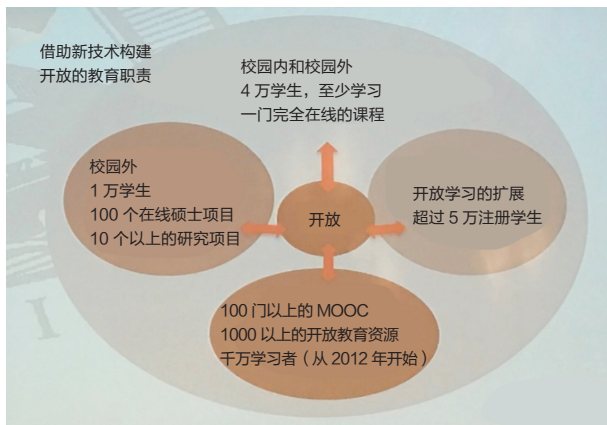 借助新技术构建
开放的教育职责
校园内和校园外
4 万学生，至少学习
一门完全在线的课程
校园外
1 万学生
100 个在线硕士项目
10 个以上的研究项目
开放
开放学习的扩展
超过 5 万注册学生
100 门以上的 MOOC
1000 以上的开放教育资源
千万学习者（从 2012 年开始）
I